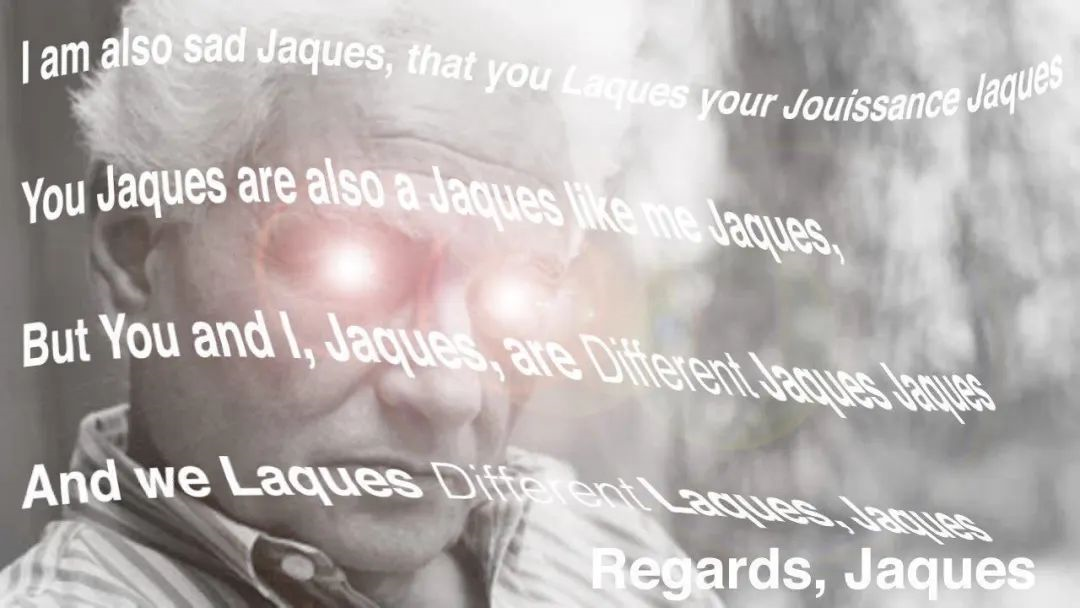 I am also sad Jaques, that you Laques your Jouissance Jaques
You Jaques are also a Jaques like me Jaques,
But You and I, Jaques, are Different Jaques Jaques
And we Laques Different Laques, Jaques
Regards, Jaques